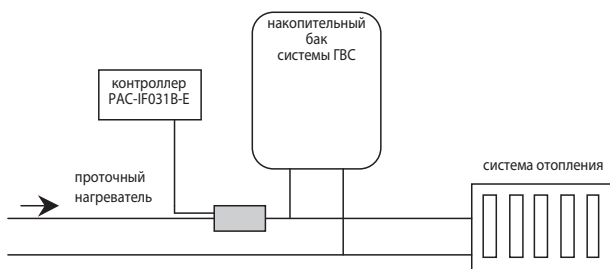 накопительный
бак
системы ГВС
контроллер
PAC-IF031B-E
проточный
нагреватель
система отопления